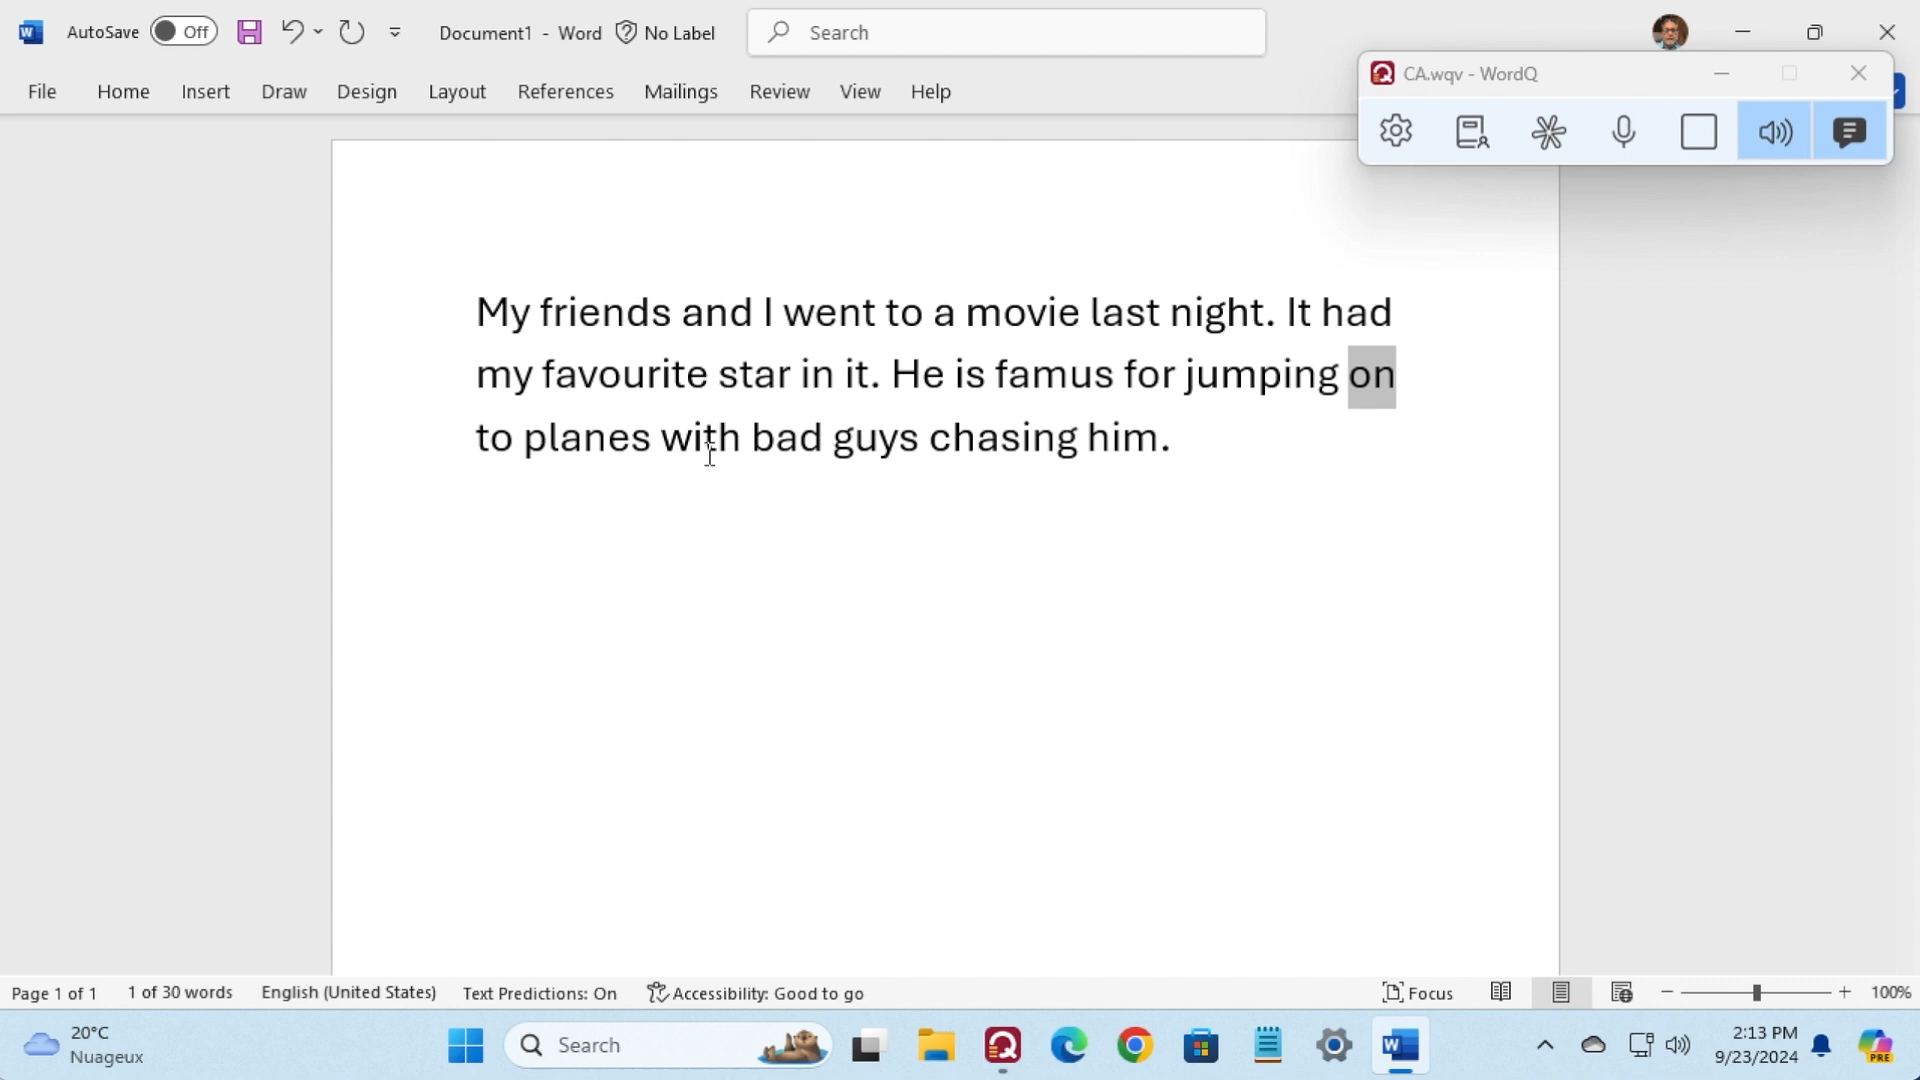 AutoSave Off Document1 - Word No Label Search
CA.wqv - WordQ
File Home Insert Draw Design Layout References Mailings Review View Help
My friends and I went to a movie last night. It had
my favourite star in it. He is famus for jumping on
to planes with bad guys chasing him.
Page 1 of 1 1 of 30 words English (United States) Text Predictions: On Accessibility: Good to go Focus 100%
20°C
Nuageux
Search
2:13 PM
9/23/2024
PRE